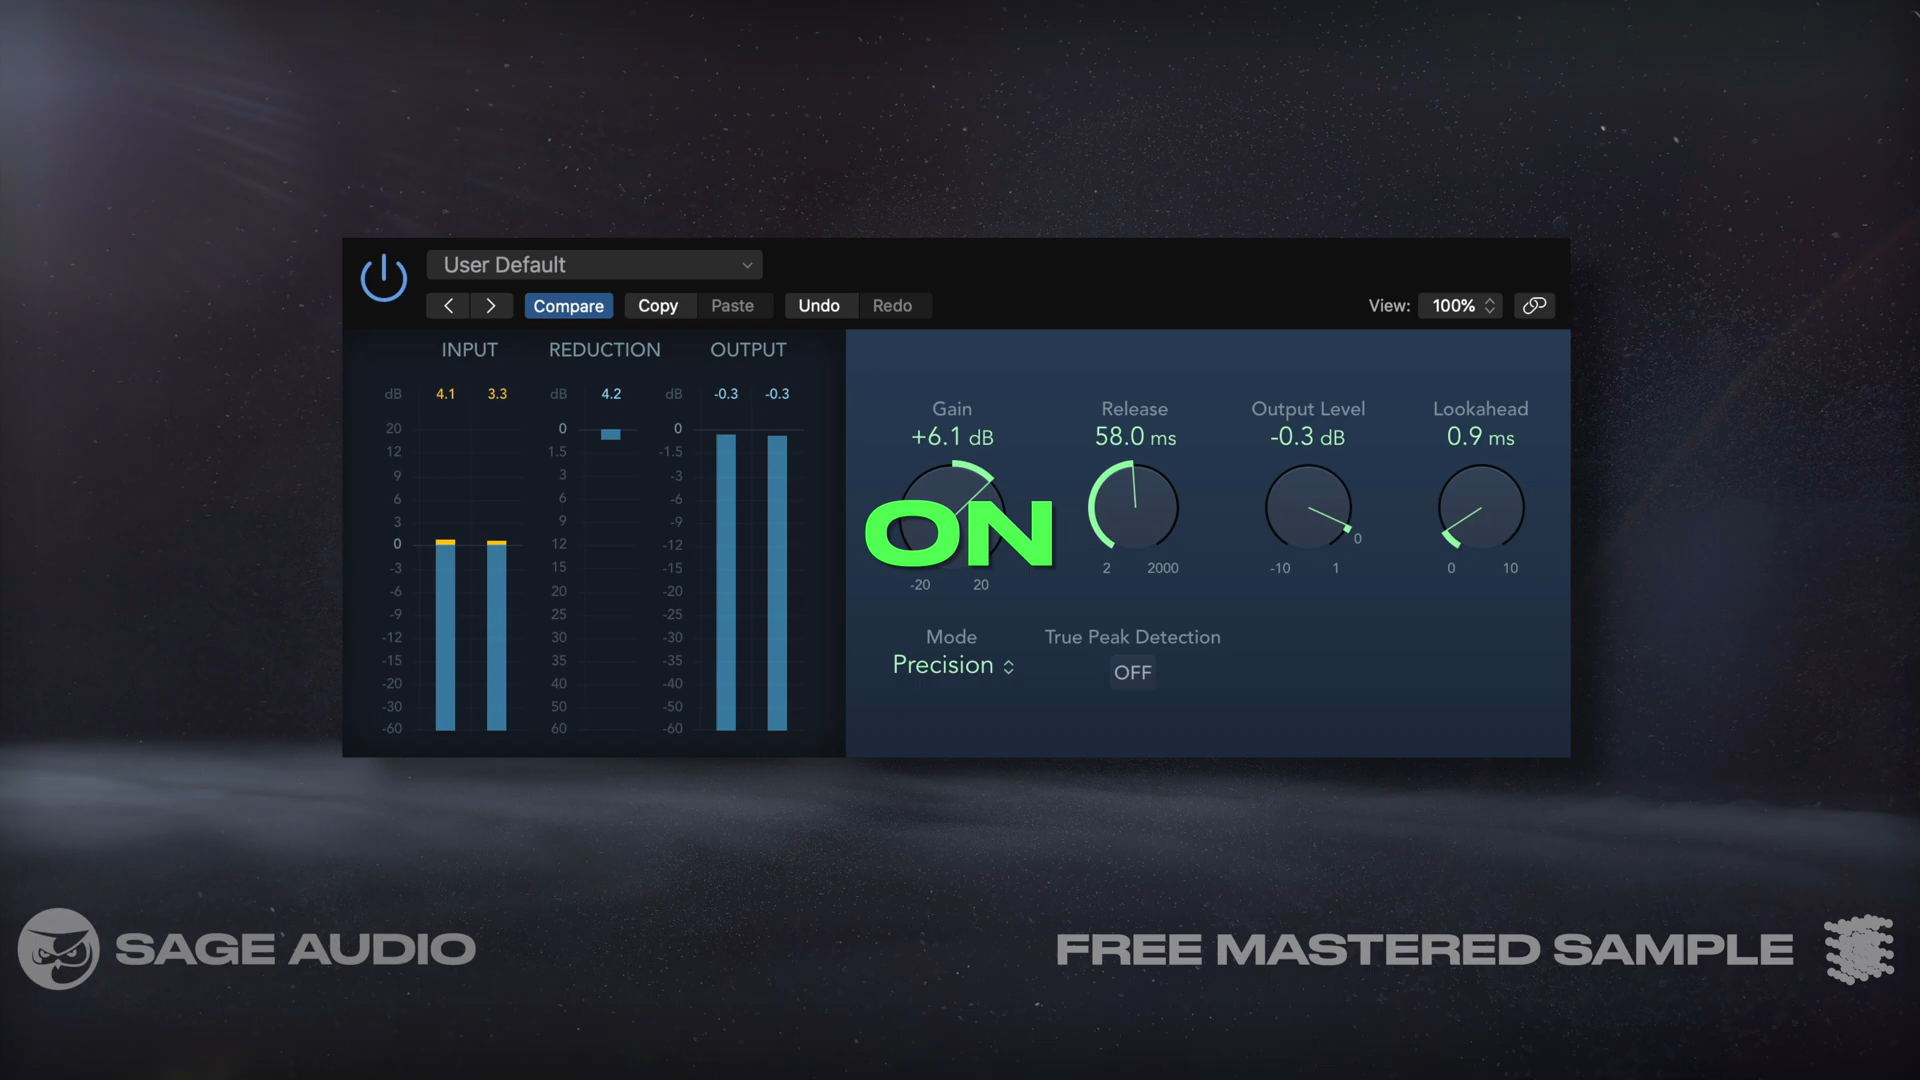 User Default
Compare Copy Paste Undo Redo View: 100%
INPUT REDUCTION OUTPUT
dB 4.1 3.3 dB 4.2 dB -0.3 -0.3
20 0 0
12 1.5 -1.5
9 3 -3
6 6 -6
3 9 -9
0 12 -12
-3 15 -15
-6 20 -20
-9 25 -25
-12 30 -30
-15 35 -35
-20 40 -40
-30 50 -50
-60 60 -60
Gain Release Output Level Lookahead
+6.1 dB 58.0 ms -0.3 dB 0.9 ms
ON
0
-20 20 2 2000 -10 1 0 10
Mode True Peak Detection
Precision OFF
SAGE AUDIO
FREE MASTERED SAMPLE